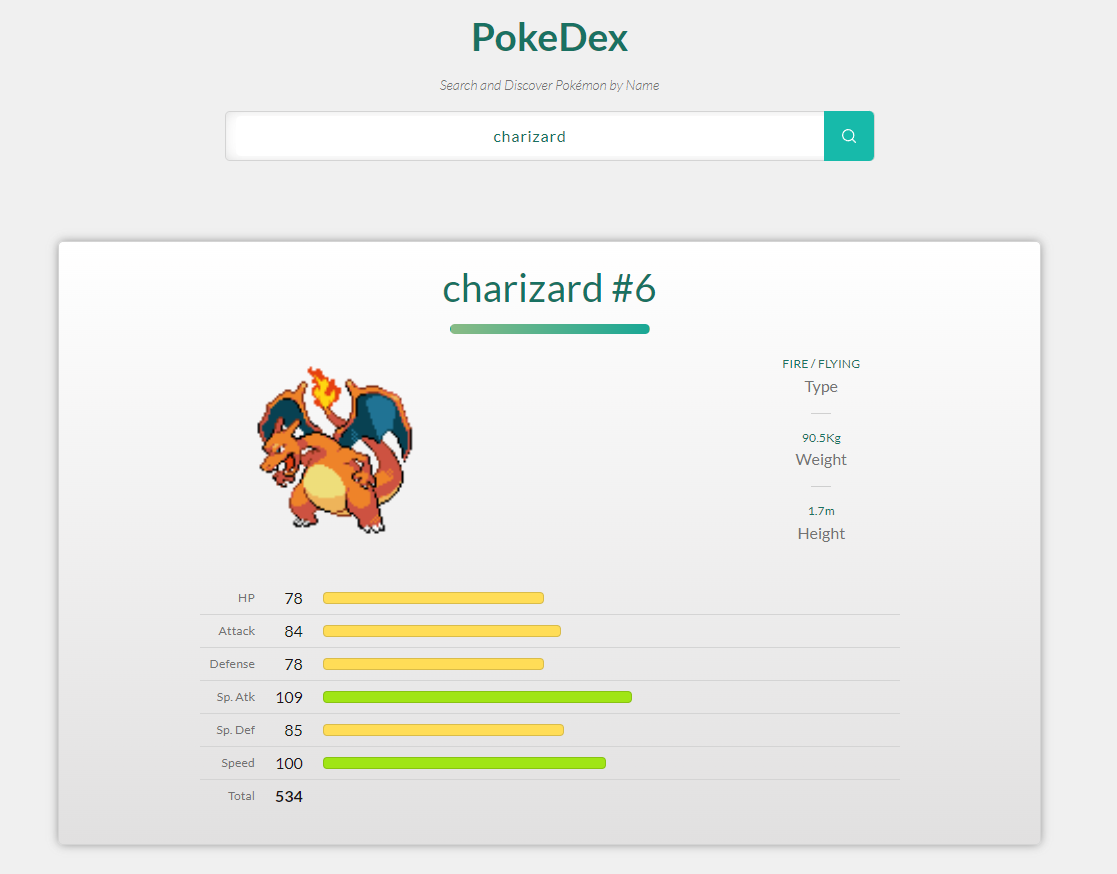 PokeDex
Search and Discover Pokémon by Name
charizard
charizard #6
FIRE / FLYING
Type
90.5Kg
Weight
1.7m
Height
HP 78
Attack 84
Defense 78
Sp. Atk 109
Sp. Def 85
Speed 100
Total 534